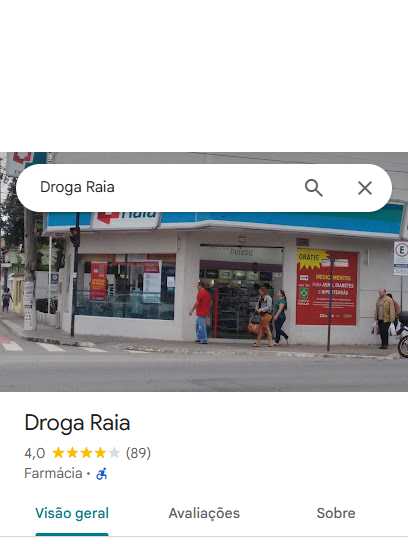 Droga Raia
Raia
helena
GRÁTIS*
MEDICAMENTOS
PARA ASMA, DIABETES
E HIPERTENSÃO
E
Droga Raia
4,0 (89)
Farmácia ·
Visão geral
Avaliações
Sobre